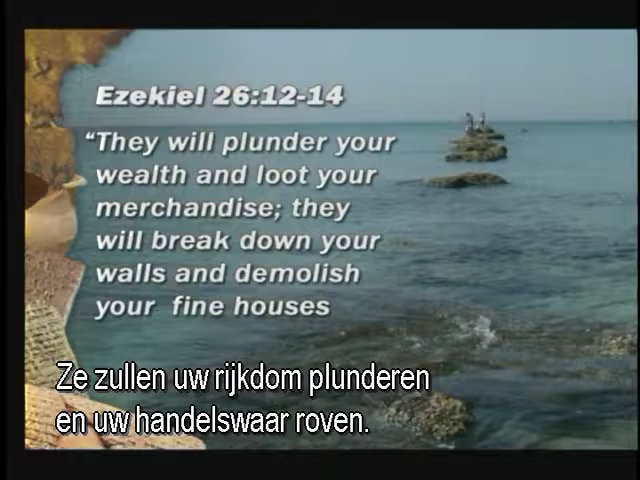 Ezekiel 26:12-14
“They will plunder your
wealth and loot your
merchandise; they
will break down your
walls and demolish
your fine houses
Ze zullen uw rijkdom plunderen
en uw handelswaar roven.